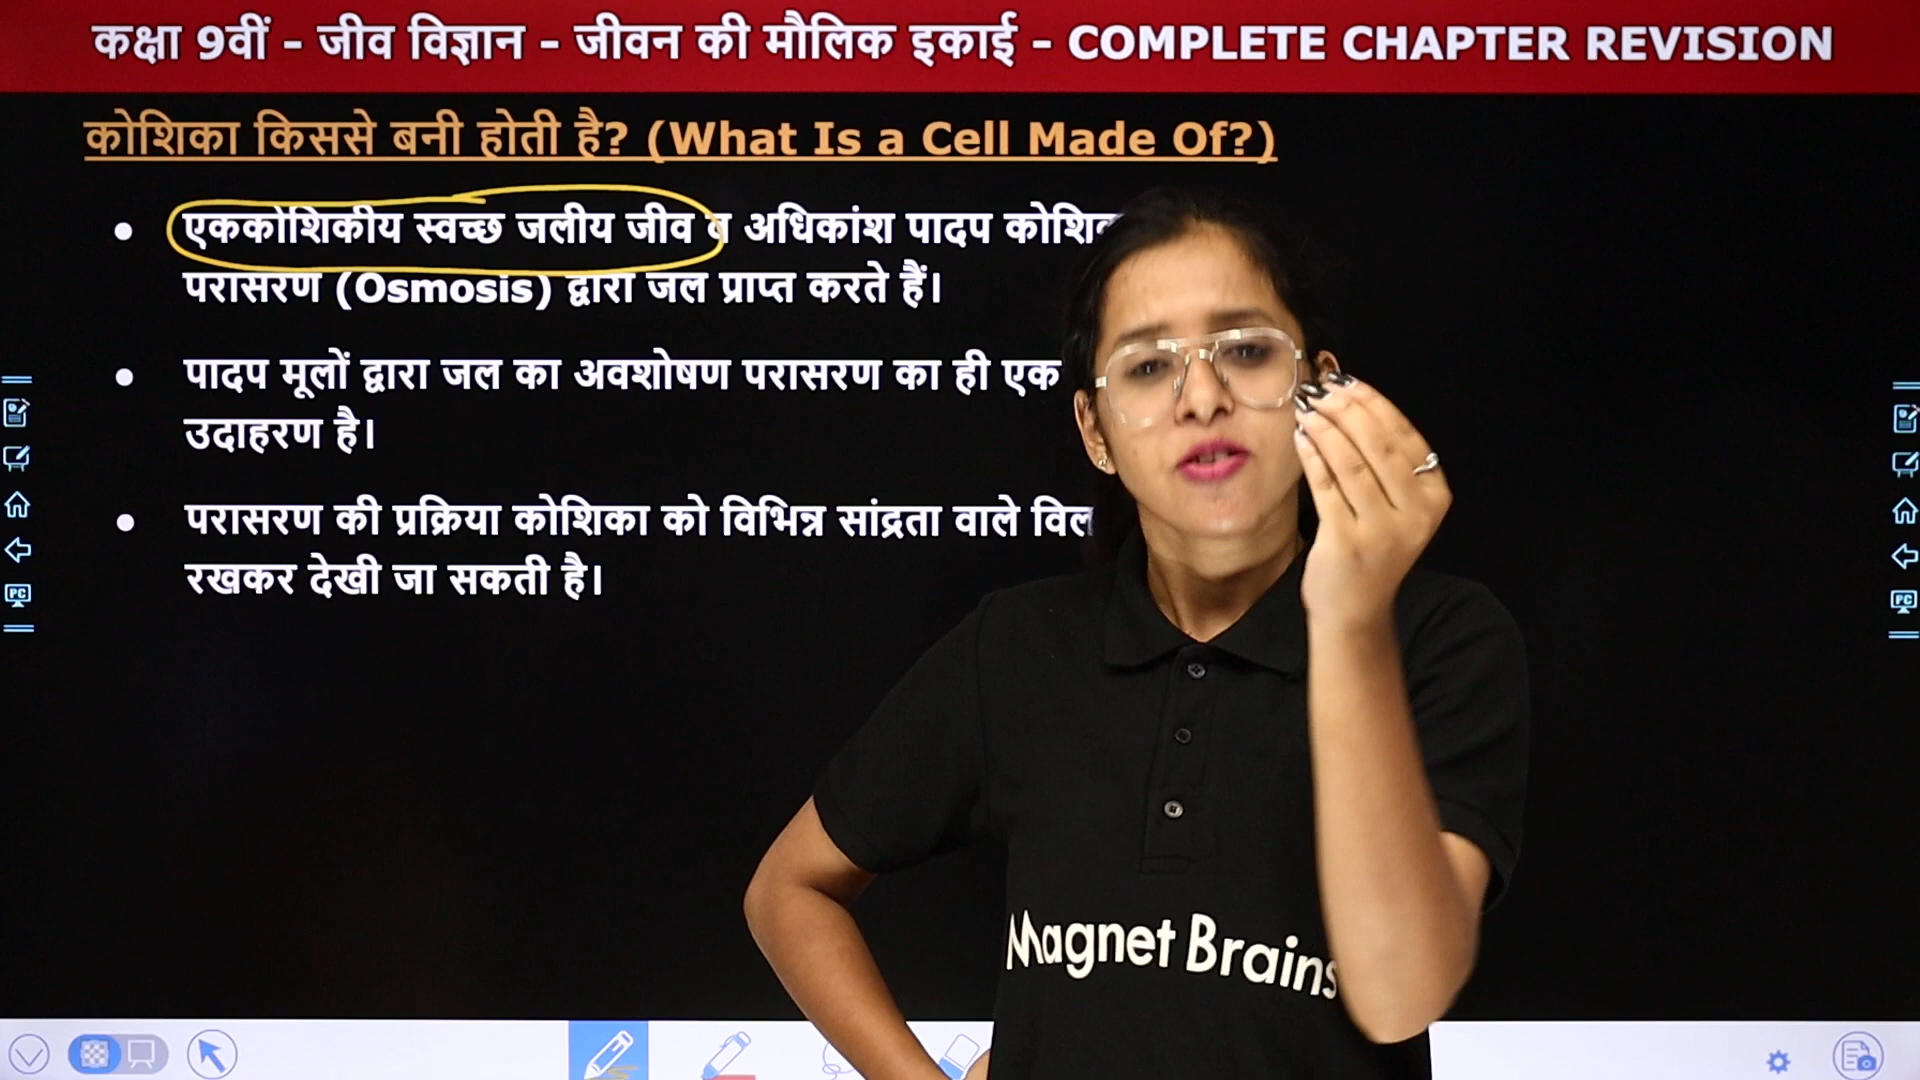 कक्षा 9वीं - जीव विज्ञान - जीवन की मौलिक इकाई - COMPLETE CHAPTER REVISION
कोशिका किससे बनी होती है? (What Is a Cell Made Of?)
• एककोशिकीय स्वच्छ जलीय जीव व अधिकांश पादप
परासरण (Osmosis) द्वारा जल प्राप्त करते हैं।
• पादप मूलों द्वारा जल का अवशोषण परासरण का ही एक
उदाहरण है।
• परासरण की प्रक्रिया कोशिका को विभिन्न सांद्रता वाले
रखकर देखी जा सकती है।
Magnet Brains
PC
PC